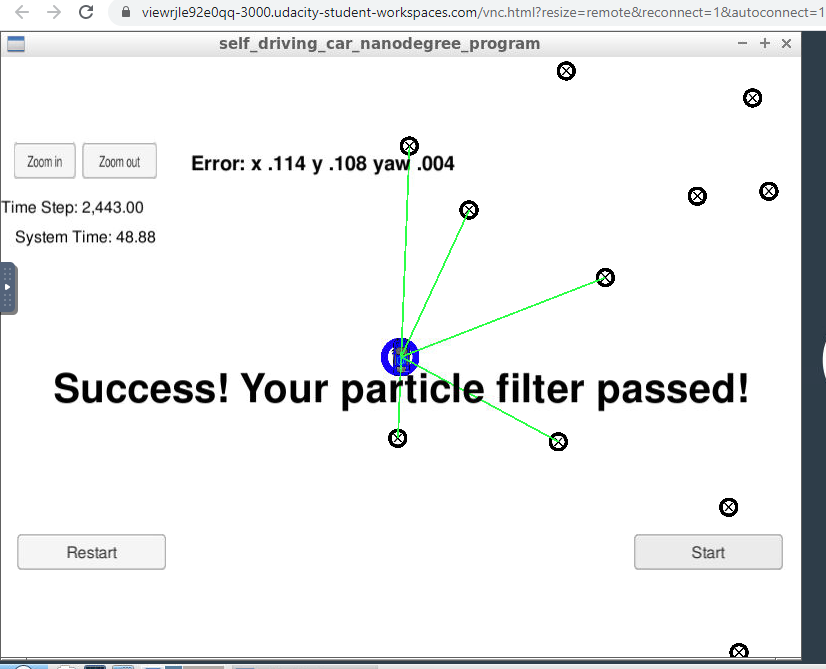 viewrjle92e0qq-3000.udacity-student-workspaces.com/vnc.html?resize=remote&reconnect=1&autoconnect=1
self_driving_car_nanodegree_program
Zoom in
Zoom out
Error: x .114 y .108 yaw .004
Time Step: 2,443.00
System Time: 48.88
Success! Your particle filter passed!
Restart
Start